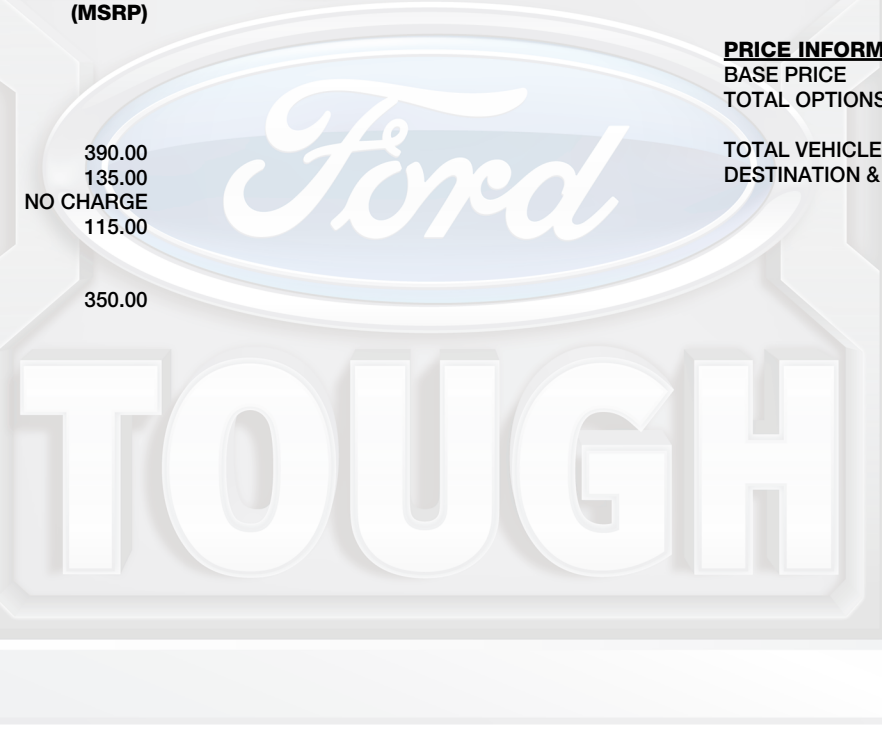 (MSRP)
390.00
135.00
NO CHARGE
115.00
350.00
PRICE INFORM
BASE PRICE
TOTAL OPTIONS
TOTAL VEHICLE
DESTINATION &
Ford
TOUGH